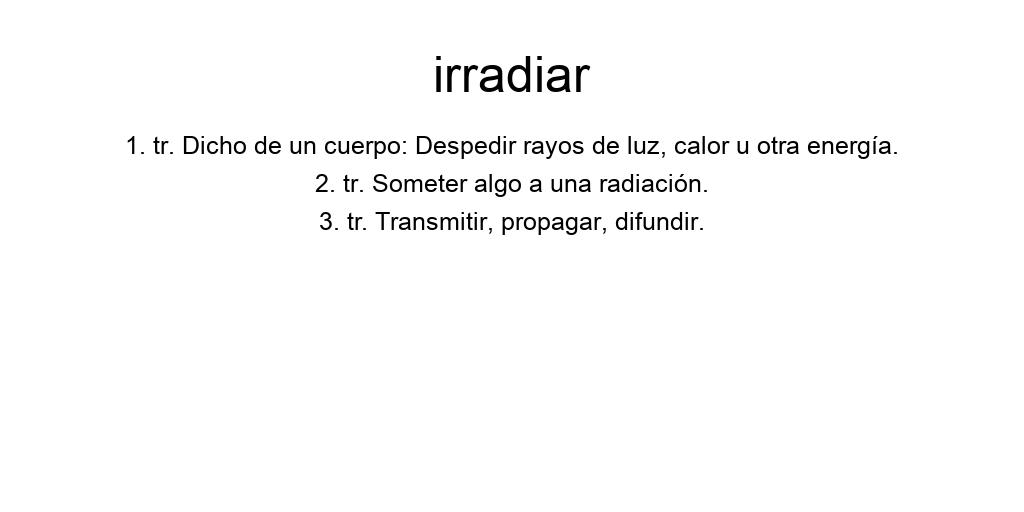 irradiar
1. tr. Dicho de un cuerpo: Despedir rayos de luz, calor u otra energía.
2. tr. Someter algo a una radiación.
3. tr. Transmitir, propagar, difundir.